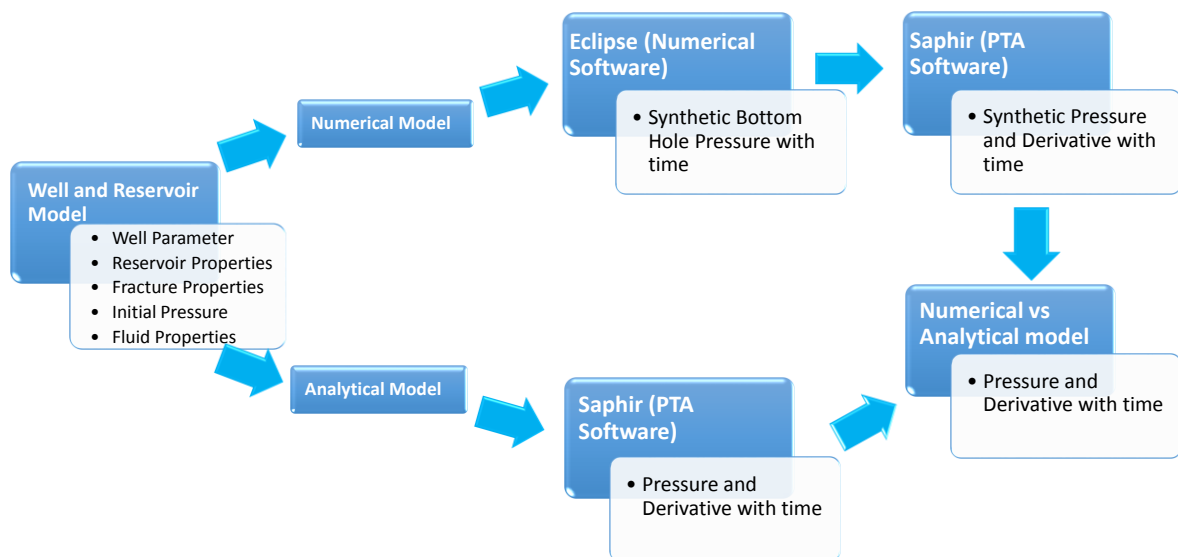 Well and Reservoir
Model
• Well Parameter
• Reservoir Properties
• Fracture Properties
• Initial Pressure
• Fluid Properties
Numerical Model
Eclipse (Numerical
Software)
• Synthetic Bottom
Hole Pressure with
time
Saphir (PTA
Software)
• Synthetic Pressure
and Derivative with
time
Analytical Model
Saphir (PTA
Software)
• Pressure and
Derivative with time
Numerical vs
Analytical model
• Pressure and
Derivative with time